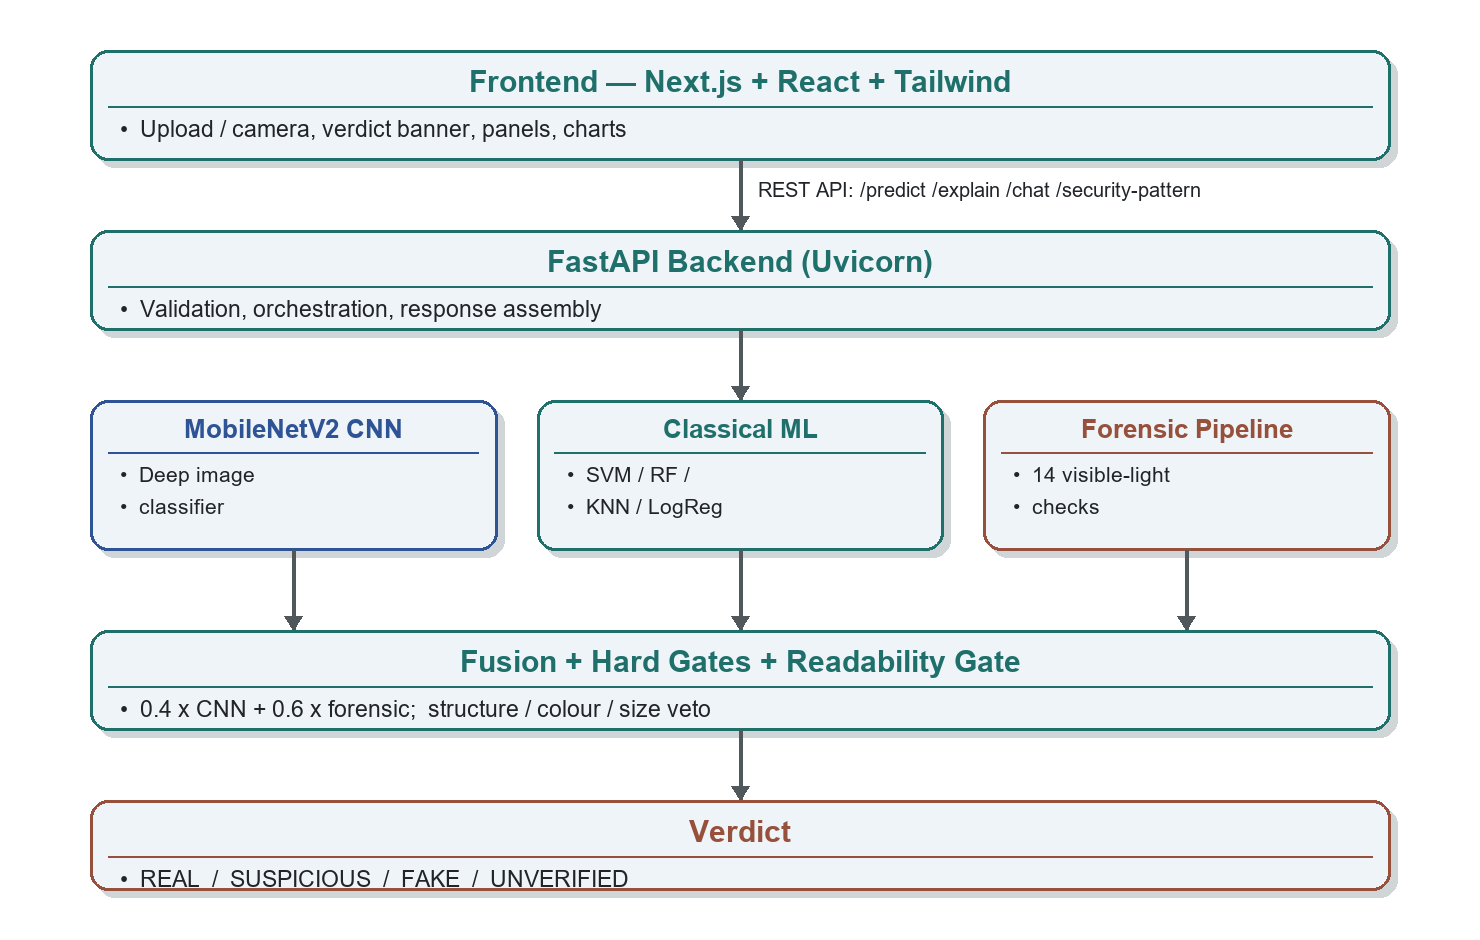 Frontend — Next.js + React + Tailwind
• Upload / camera, verdict banner, panels, charts
REST API: /predict /explain /chat /security-pattern
FastAPI Backend (Uvicorn)
• Validation, orchestration, response assembly
MobileNetV2 CNN
• Deep image
• classifier
Classical ML
• SVM / RF /
• KNN / LogReg
Forensic Pipeline
• 14 visible-light
• checks
Fusion + Hard Gates + Readability Gate
• 0.4 x CNN + 0.6 x forensic;  structure / colour / size veto
Verdict
• REAL  /  SUSPICIOUS  /  FAKE  /  UNVERIFIED